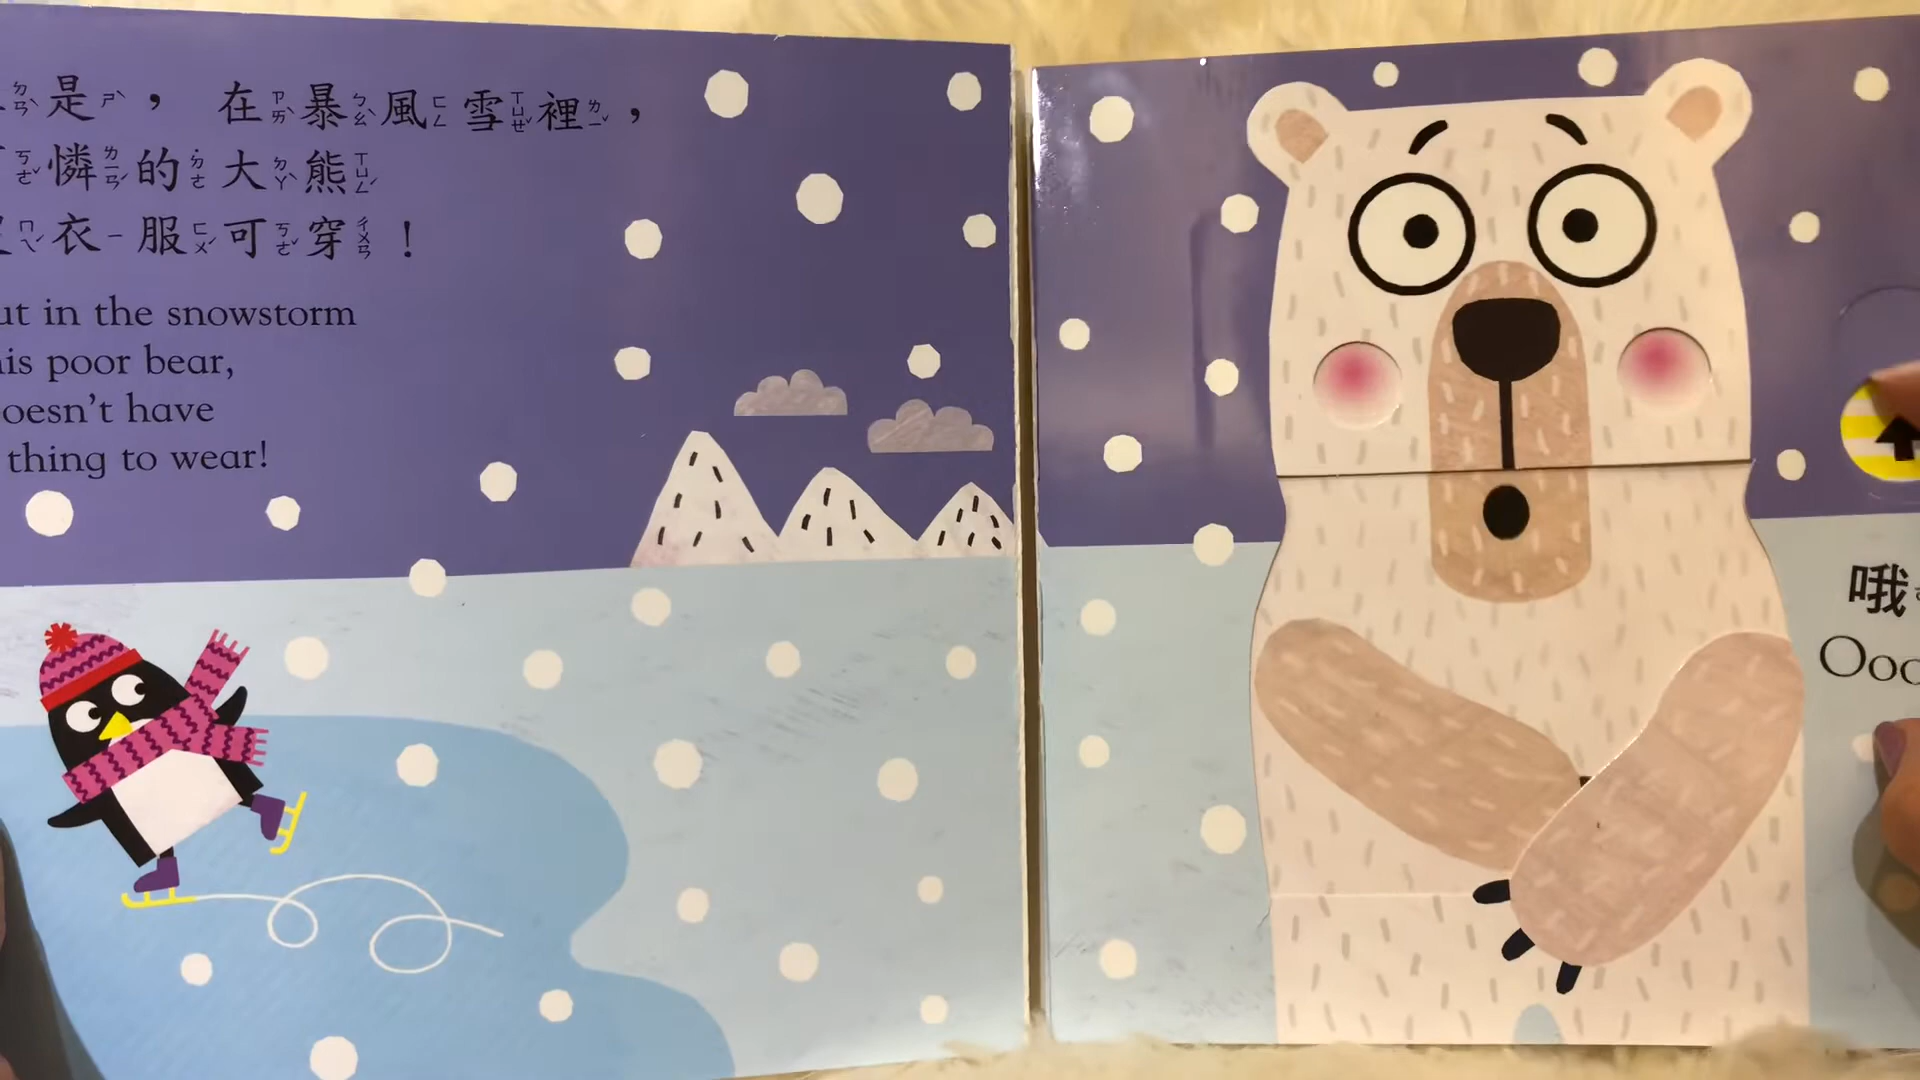 是，在暴風雪裡，
憐的大熊
衣服可穿！
ut in the snowstorm
is poor bear,
oesn't have
thing to wear!
哦
Ooo